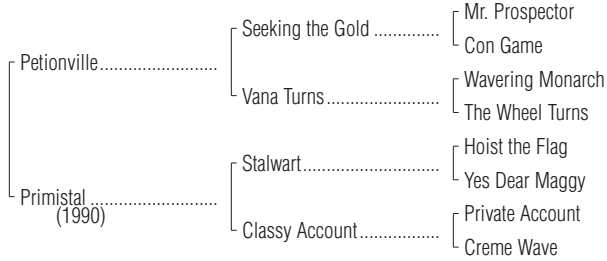 Mr. Prospector
Seeking the Gold ..............
Con Game
Petionville.........................
Wavering Monarch
Vana Turns........................
The Wheel Turns
Hoist the Flag
Stalwart.............................
Yes Dear Maggy
Primistal ...........................
(1990)
Private Account
Classy Account.................
Creme Wave